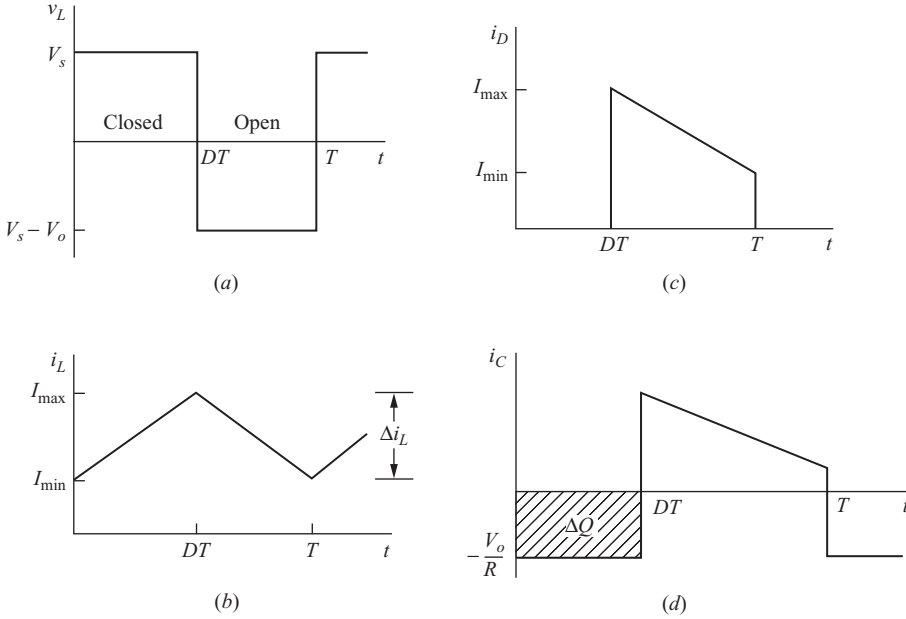 v_L
V_s
Closed
Open
DT
T
t
V_s − V_o
(a)
i_D
I_max
I_min
DT
T
t
(c)
i_L
I_max
Δi_L
I_min
DT
T
t
(b)
i_C
DT
T
t
ΔQ
−V_o/R
(d)